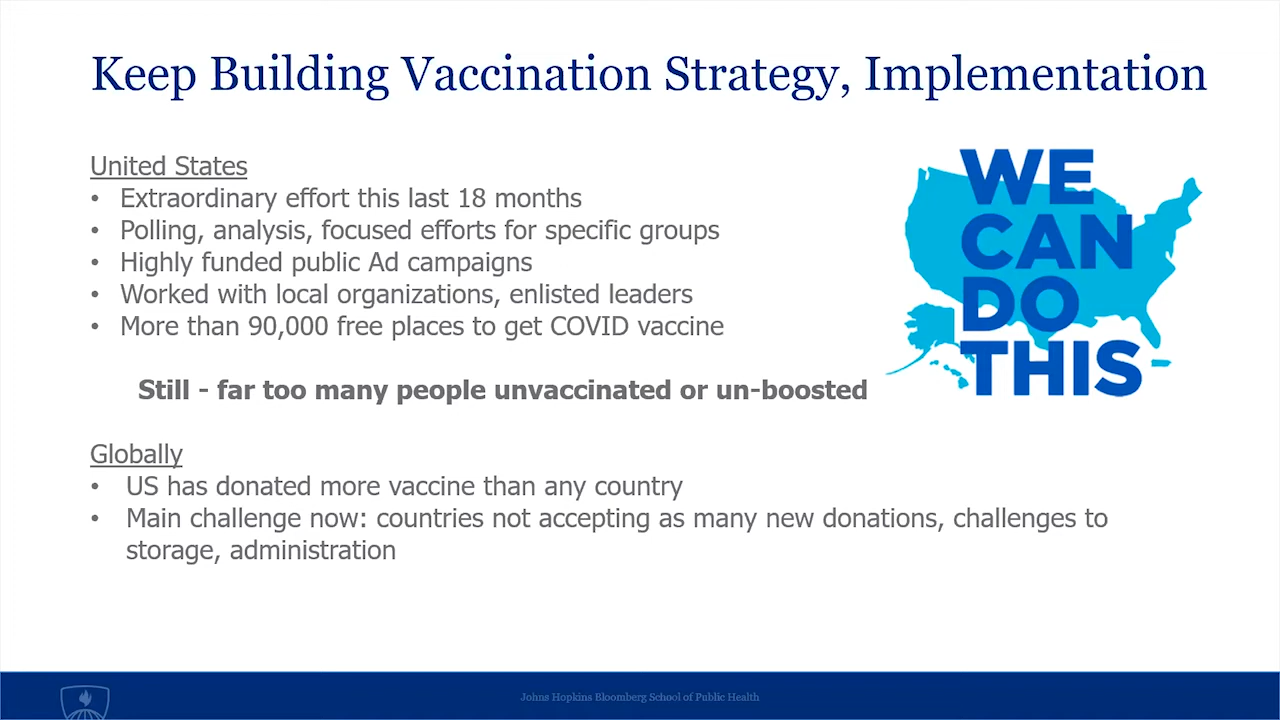 Keep Building Vaccination Strategy, Implementation
United States
• Extraordinary effort this last 18 months
• Polling, analysis, focused efforts for specific groups
• Highly funded public Ad campaigns
• Worked with local organizations, enlisted leaders
• More than 90,000 free places to get COVID vaccine
Still - far too many people unvaccinated or un-boosted
WE
CAN
DO
THIS
Globally
• US has donated more vaccine than any country
• Main challenge now: countries not accepting as many new donations, challenges to
storage, administration
Johns Hopkins Bloomberg School of Public Health